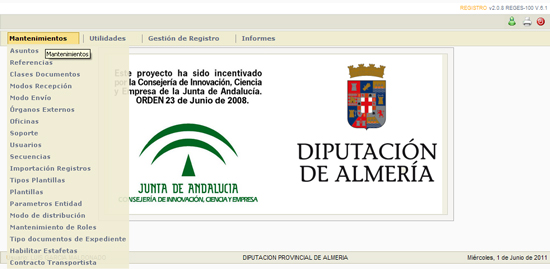 REGISTRO v2.0.8 REGES-100 V.6.1
Mantenimientos | Utilidades | Gestión de Registro | Informes
Mantenimientos
Asuntos
Referencias
Clases Documentos
Modos Recepción
Modo Envío
Órganos Externos
Oficinas
Soporte
Usuarios
Secuencias
Importación Registros
Tipos Plantillas
Plantillas
Parametros Entidad
Modo de distribución
Mantenimiento de Roles
Tipo documentos de Expediente
Habilitar Estafetas
Contracto Transportista
Este proyecto ha sido incentivado
por la Consejería de Innovación, Ciencia
y Empresa de la Junta de Andalucía.
ORDEN 23 de Junio de 2008.
JUNTA DE ANDALUCIA
CONSEJERÍA DE INNOVACIÓN, CIENCIA Y EMPRESA
DIPUTACIÓN
DE ALMERÍA
DIPUTACION PROVINCIAL DE ALMERIA
Miércoles, 1 de Junio de 2011